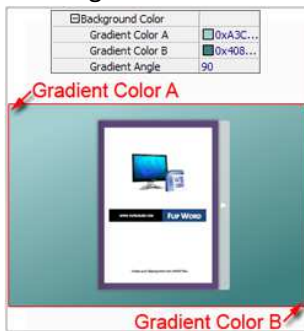 Background Color
Gradient Color A 0xA3C...
Gradient Color B 0x408...
Gradient Angle 90
Gradient Color A
FLIP WORD
Gradient Color B